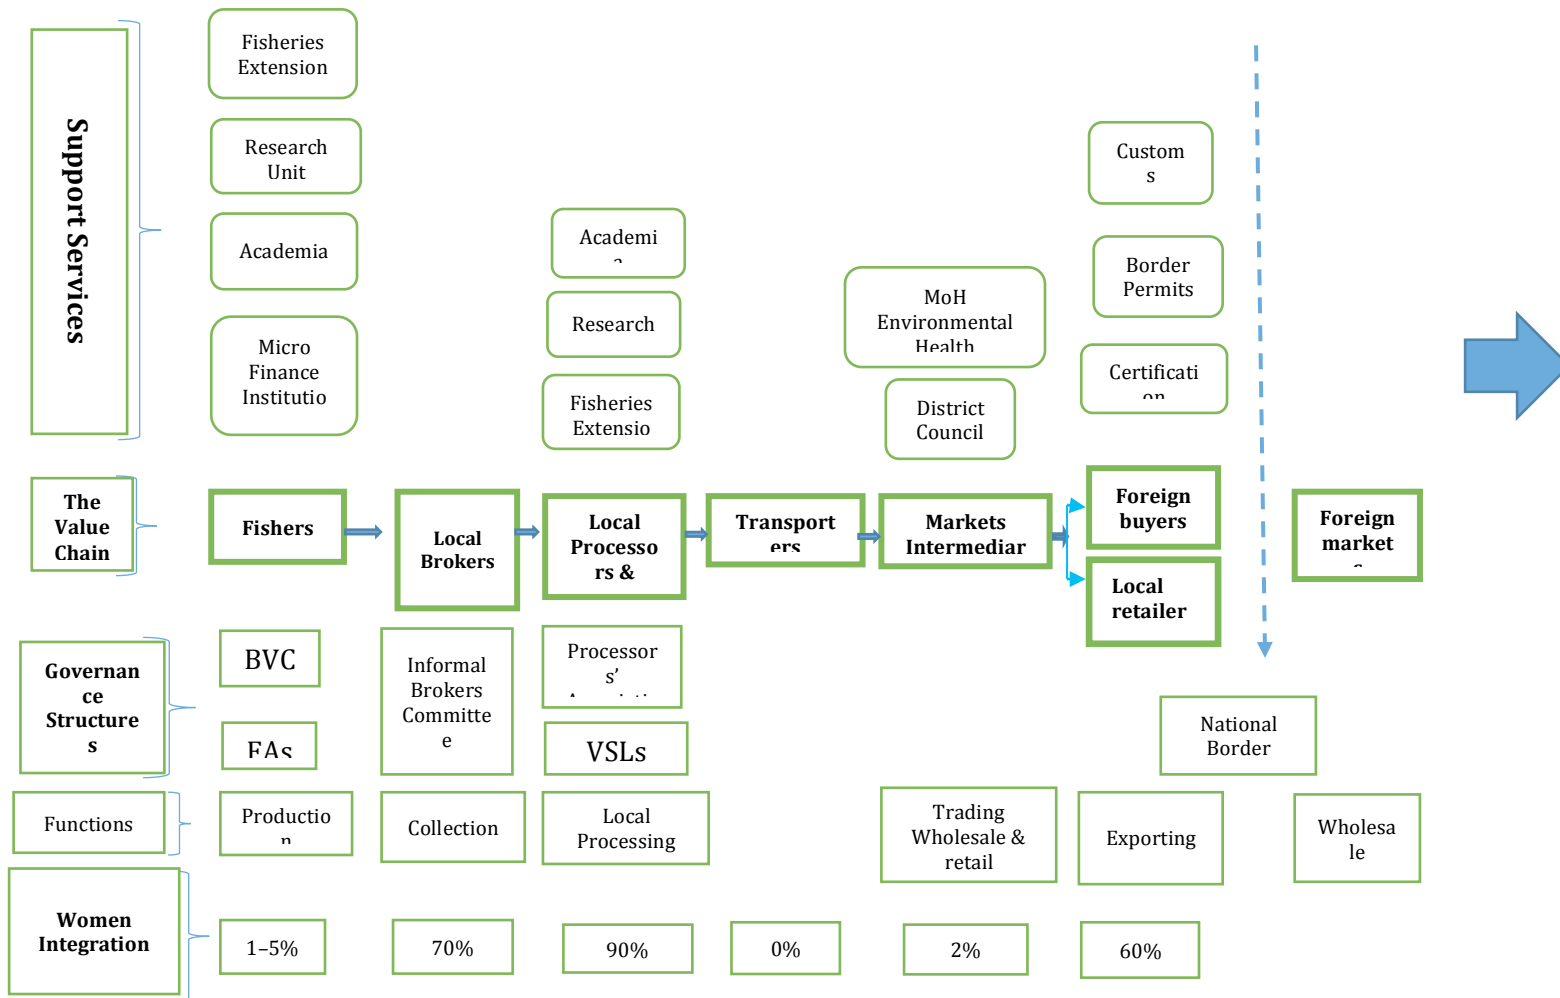 Support Services
Fisheries
Extension
Research
Unit
Academia
Micro
Finance
Institutio
Academi
Research
Fisheries
Extensio
MoH
Environmental
Health
District
Council
Custom
s
Border
Permits
Certificati
on
The
Value
Chain
Fishers
Local
Brokers
Local
Processo
rs &
Transport
ers
Markets
Intermediar
Foreign
buyers
Local
retailer
Foreign
market
Governan
ce
Structure
s
BVC
Informal
Brokers
Committe
e
Processor
s’
VSLs
National
Border
Functions
Productio
n
Collection
Local
Processing
Trading
Wholesale &
retail
Exporting
Wholesa
le
Women
Integration
1–5%
70%
90%
0%
2%
60%